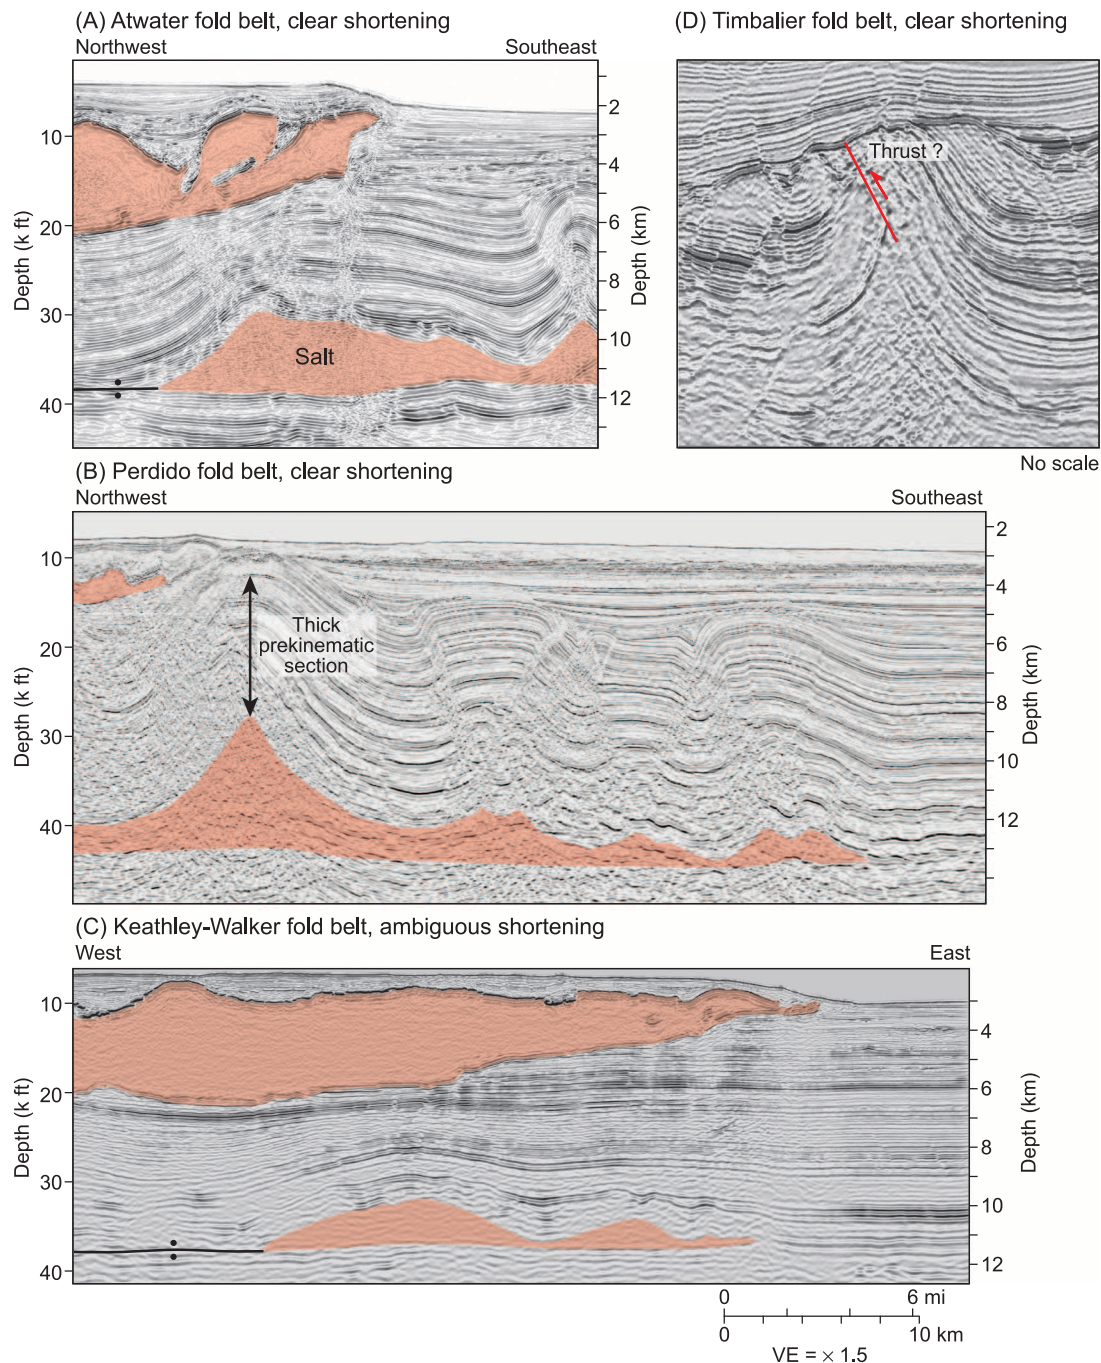 (A) Atwater fold belt, clear shortening
Northwest
Southeast
Depth (k ft)
10
20
30
40
2
4
6
8
10
12
Depth (km)
Salt
(D) Timbalier fold belt, clear shortening
Thrust ?
No scale
(B) Perdido fold belt, clear shortening
Northwest
Southeast
Depth (k ft)
10
20
30
40
2
4
6
8
10
12
Depth (km)
Thick
prekinematic
section
(C) Keathley-Walker fold belt, ambiguous shortening
West
East
Depth (k ft)
10
20
30
40
4
6
8
10
12
Depth (km)
0 6 mi
0 10 km
VE = × 1.5